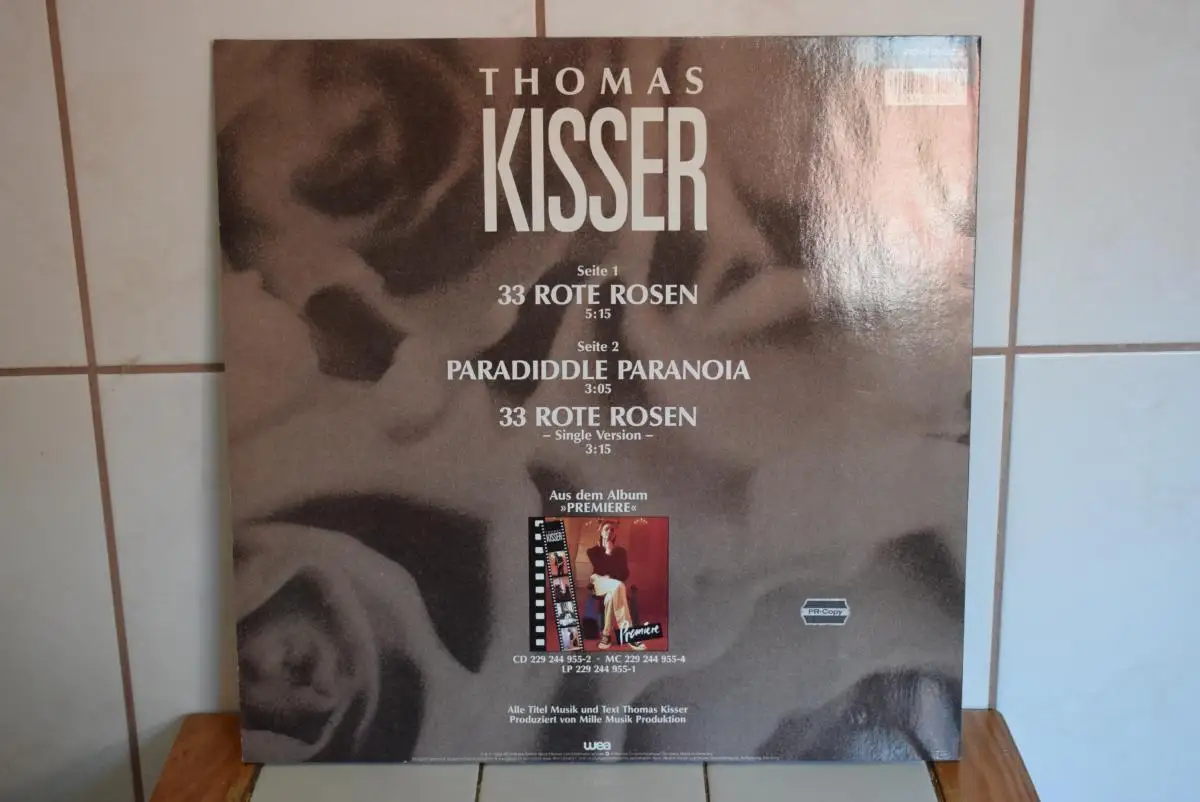 THOMAS
KISSER
Seite 1
33 ROTE ROSEN
5:15
Seite 2
PARADIDDLE PARANOIA
3:05
33 ROTE ROSEN
– Single Version –
3:15
Aus dem Album
»PREMIERE«
KISSER
Premiere
CD 229 244 955-2 - MC 229 244 955-4
LP 229 244 955-1
PR-Copy
Alle Titel Musik und Text Thomas Kisser
Produziert von Mille Musik Produktion
wea